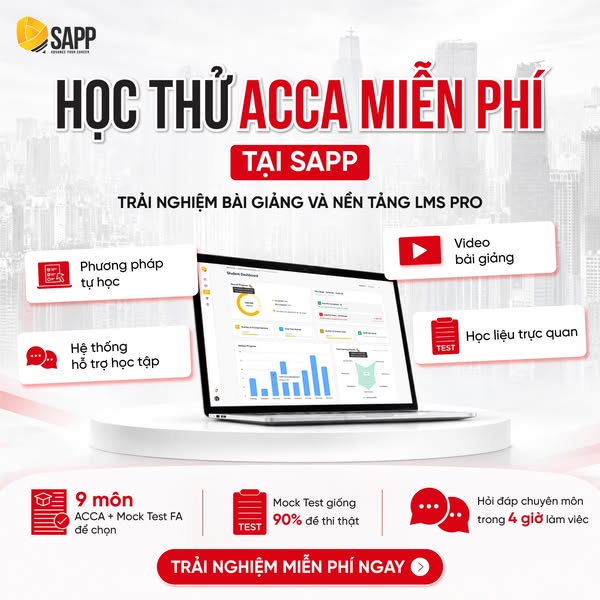 SAPP
ADVANCE YOUR CAREER
HỌC THỬ ACCA MIỄN PHÍ
TẠI SAPP
TRẢI NGHIỆM BÀI GIẢNG VÀ NỀN TẢNG LMS PRO
Phương pháp
tự học
Video
bài giảng
Hệ thống
hỗ trợ học tập
TEST
Học liệu trực quan
Student Dashboard
9 môn
ACCA + Mock Test FA
để chọn
TEST
Mock Test giống
90% đề thi thật
Hỏi đáp chuyên môn
trong 4 giờ làm việc
TRẢI NGHIỆM MIỄN PHÍ NGAY